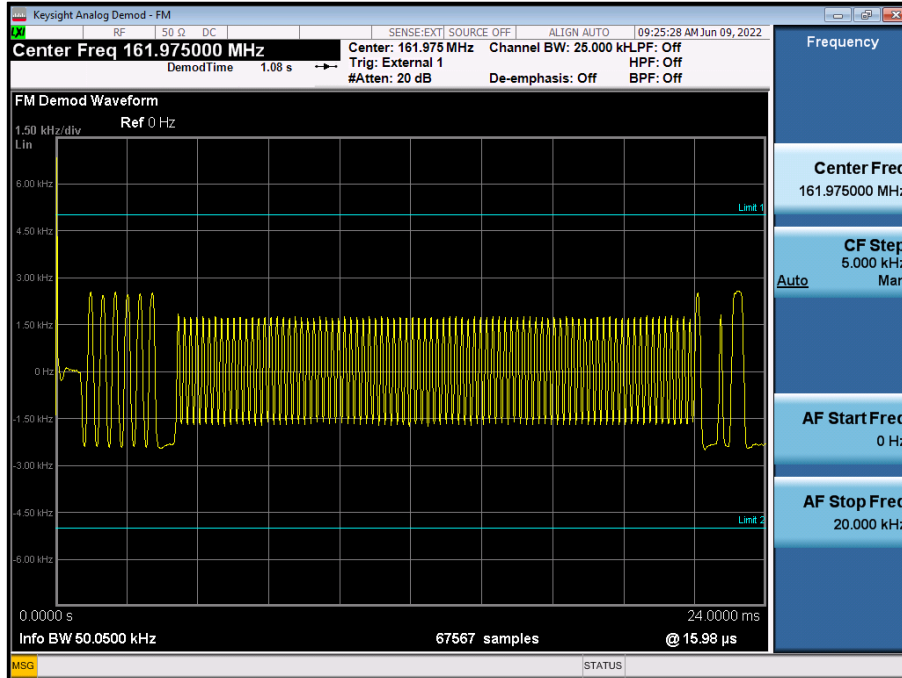 Keysight Analog Demod - FM
LXI RF 50 Ω DC SENSE:EXT SOURCE OFF ALIGN AUTO 09:25:28 AM Jun 09, 2022
Center Freq 161.975000 MHz
DemodTime 1.08 s
Center: 161.975 MHz Channel BW: 25.000 kH LPF: Off
Trig: External 1 HPF: Off
#Atten: 20 dB De-emphasis: Off BPF: Off
Frequency
FM Demod Waveform
1.50 kHz/div Ref 0 Hz
Lin
6.00 kHz
Limit 1
4.50 kHz
3.00 kHz
1.50 kHz
0 Hz
-1.50 kHz
-3.00 kHz
-4.50 kHz
Limit 2
-6.00 kHz
0.0000 s 24.0000 ms
Info BW 50.0500 kHz 67567 samples @ 15.98 µs
Center Freq
161.975000 MHz
CF Step
5.000 kHz
Auto Man
AF Start Freq
0 Hz
AF Stop Freq
20.000 kHz
MSG STATUS